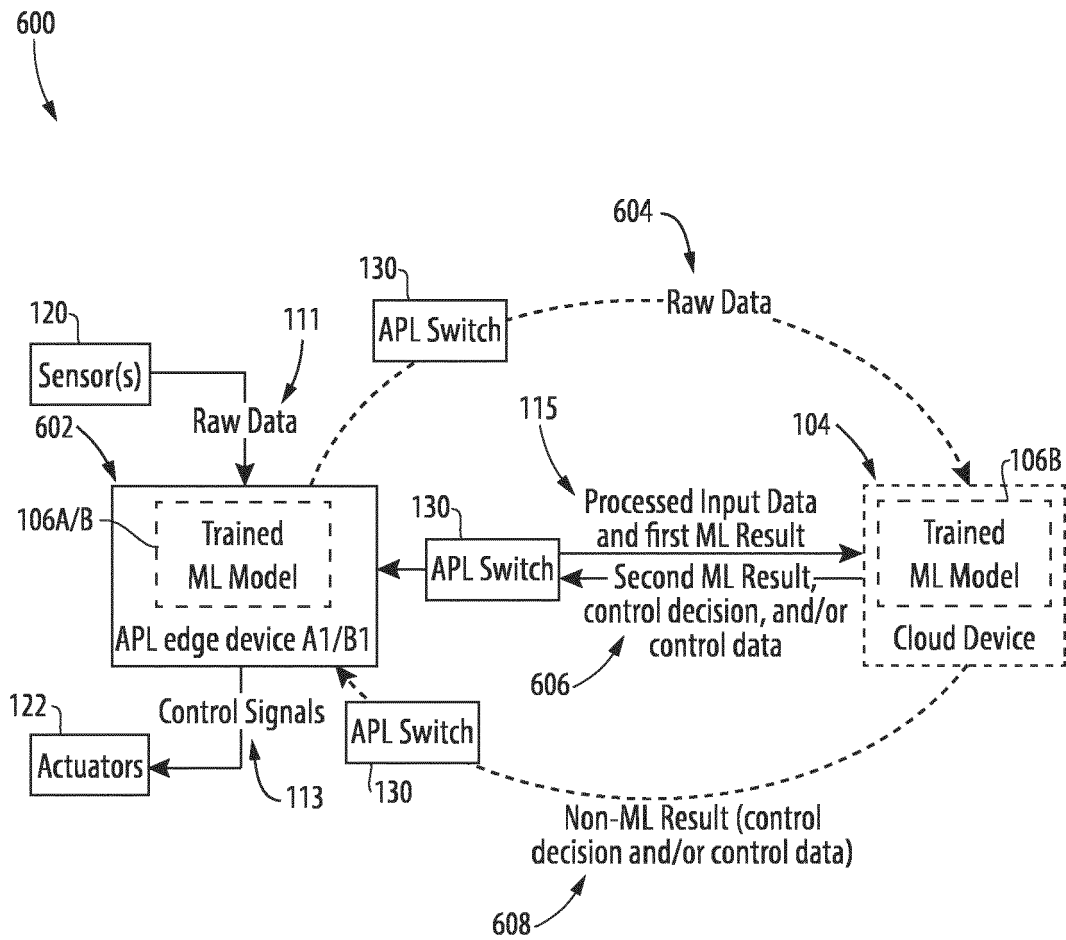 600
604
130
APL Switch
Raw Data
120
Sensor(s)
111
Raw Data
602
115
104
106B
106A/B
Trained
ML Model
APL edge device A1/B1
130
APL Switch
Processed Input Data
and first ML Result
Second ML Result,
control decision, and/or
control data
606
Trained
ML Model
Cloud Device
122
Actuators
Control Signals
113
APL Switch
130
Non-ML Result (control
decision and/or control data)
608